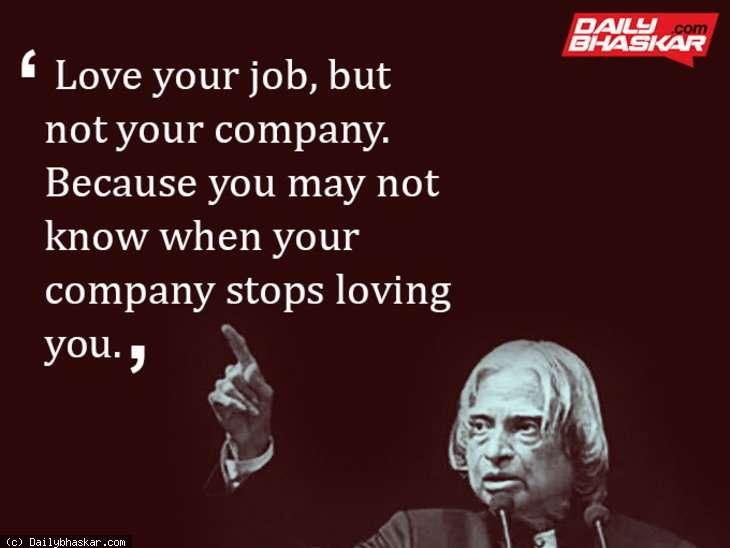 DAILY
BHASKAR.com
‘ Love your job, but
not your company.
Because you may not
know when your
company stops loving
you. ’
(c) Dailybhaskar.com